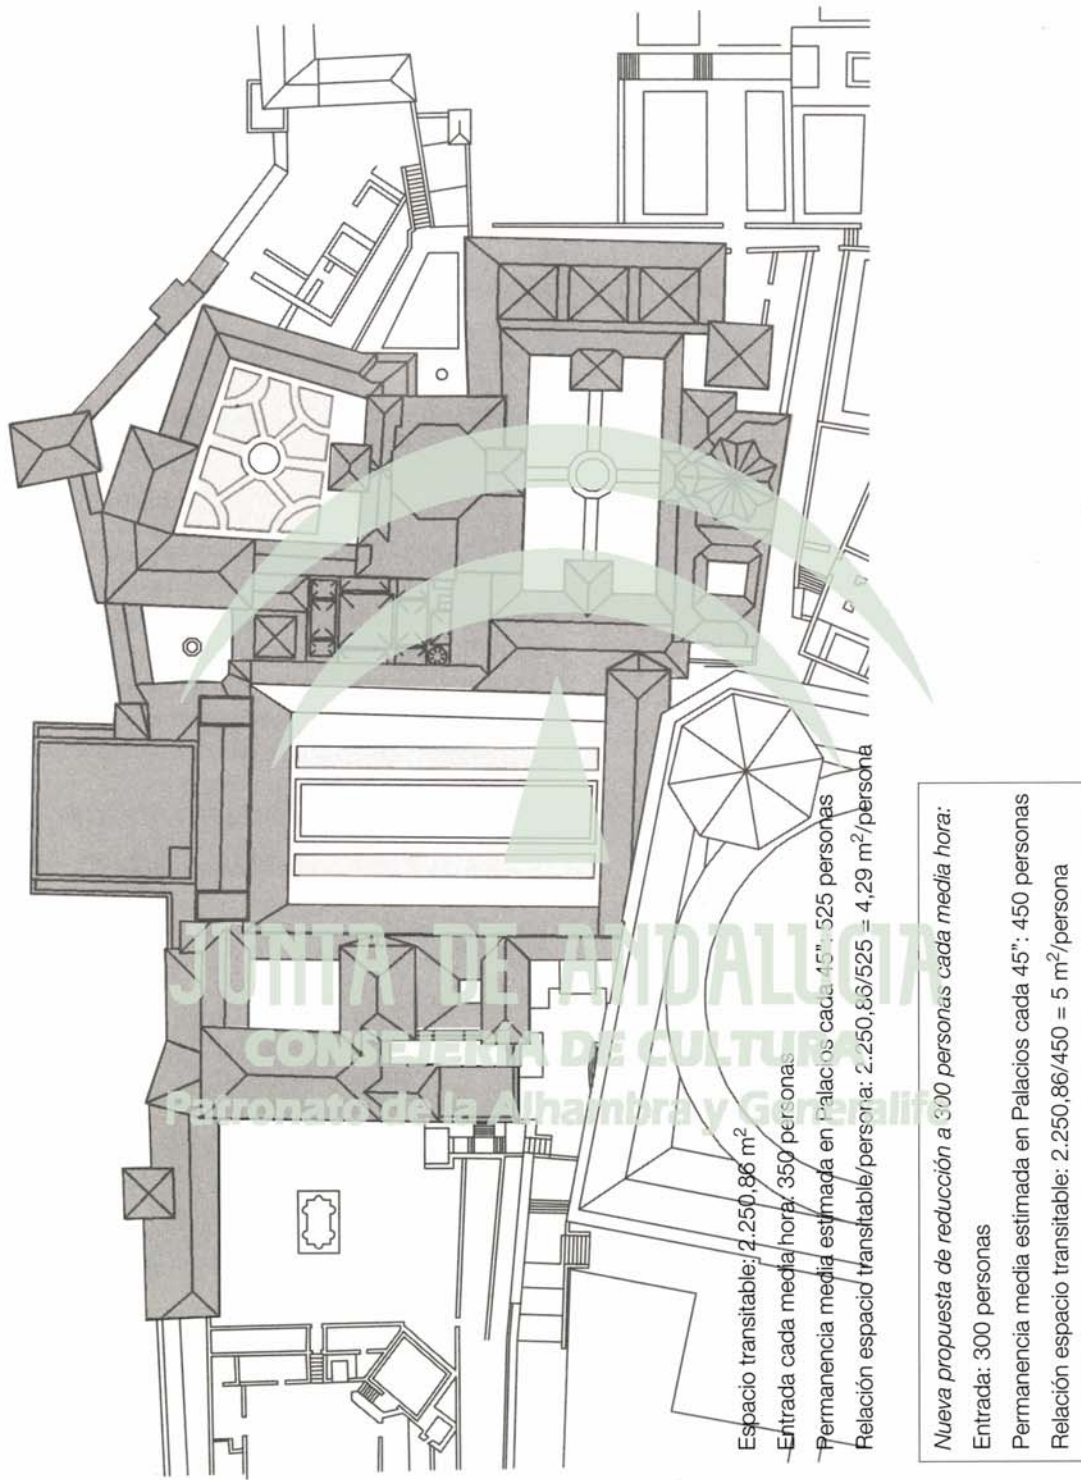 Espacio transitable: 2.250,86 m²
Entrada cada media hora: 350 personas
Permanencia media estimada en Palacios cada 45": 525 personas
Relación espacio transitable/persona: 2.250,86/525 = 4,29 m²/persona
Nueva propuesta de reducción a 300 personas cada media hora:
Entrada: 300 personas
Permanencia media estimada en Palacios cada 45": 450 personas
Relación espacio transitable: 2.250,86/450 = 5 m²/persona
JUNTA DE ANDALUCIA
CONSEJERÍA DE CULTURA
Patronato de la Alhambra y Generalife